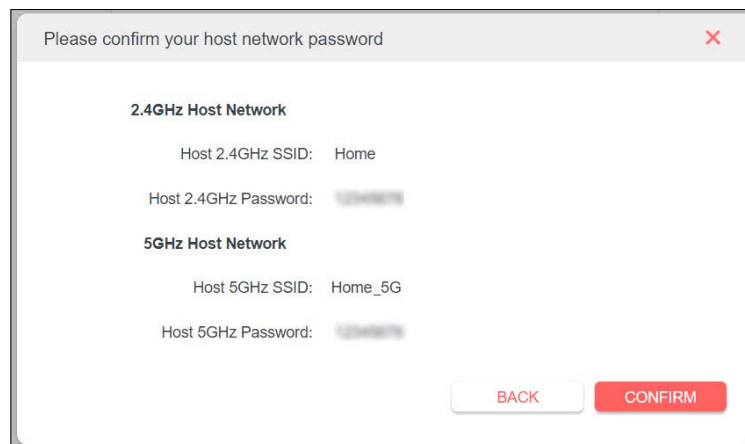 Please confirm your host network password
2.4GHz Host Network
Host 2.4GHz SSID: Home
Host 2.4GHz Password:
5GHz Host Network
Host 5GHz SSID: Home_5G
Host 5GHz Password:
BACK CONFIRM